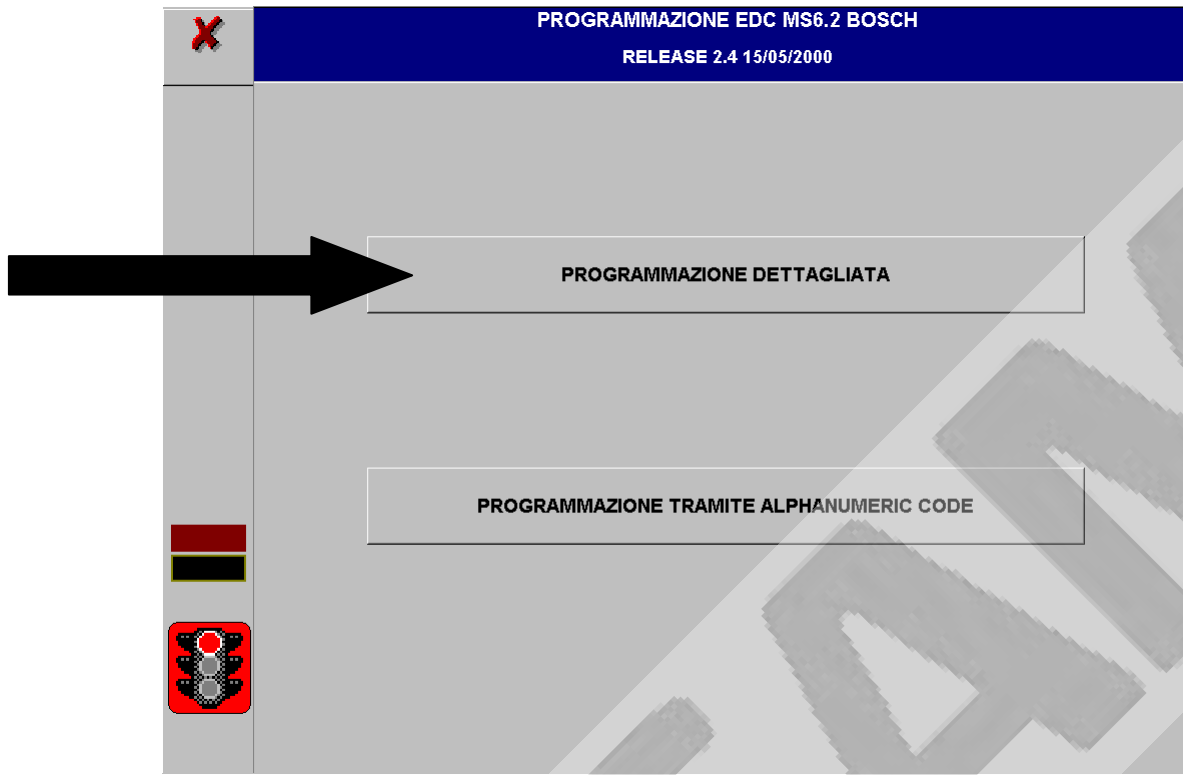 PROGRAMMAZIONE EDC MS6.2 BOSCH
RELEASE 2.4 15/05/2000
PROGRAMMAZIONE DETTAGLIATA
PROGRAMMAZIONE TRAMITE ALPHANUMERIC CODE